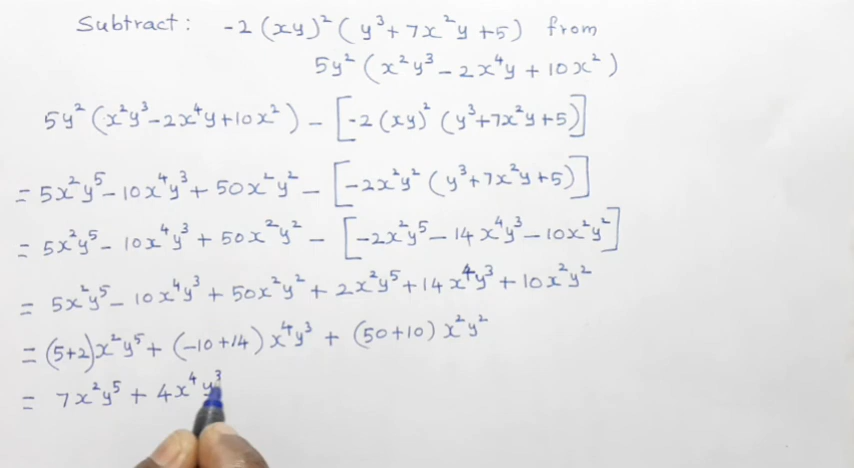 Subtract: -2(xy)²(y³+7x²y+5) from
5y²(x²y³-2x⁴y+10x²)
5y²(x²y³-2x⁴y+10x²) - [-2(xy)²(y³+7x²y+5)]
= 5x²y⁵-10x⁴y³+50x²y² - [-2x²y²(y³+7x²y+5)]
= 5x²y⁵-10x⁴y³+50x²y² - [-2x²y⁵-14x⁴y³-10x²y²]
= 5x²y⁵-10x⁴y³+50x²y²+2x²y⁵+14x⁴y³+10x²y²
= (5+2)x²y⁵+(-10+14)x⁴y³+(50+10)x²y²
= 7x²y⁵+4x⁴y³